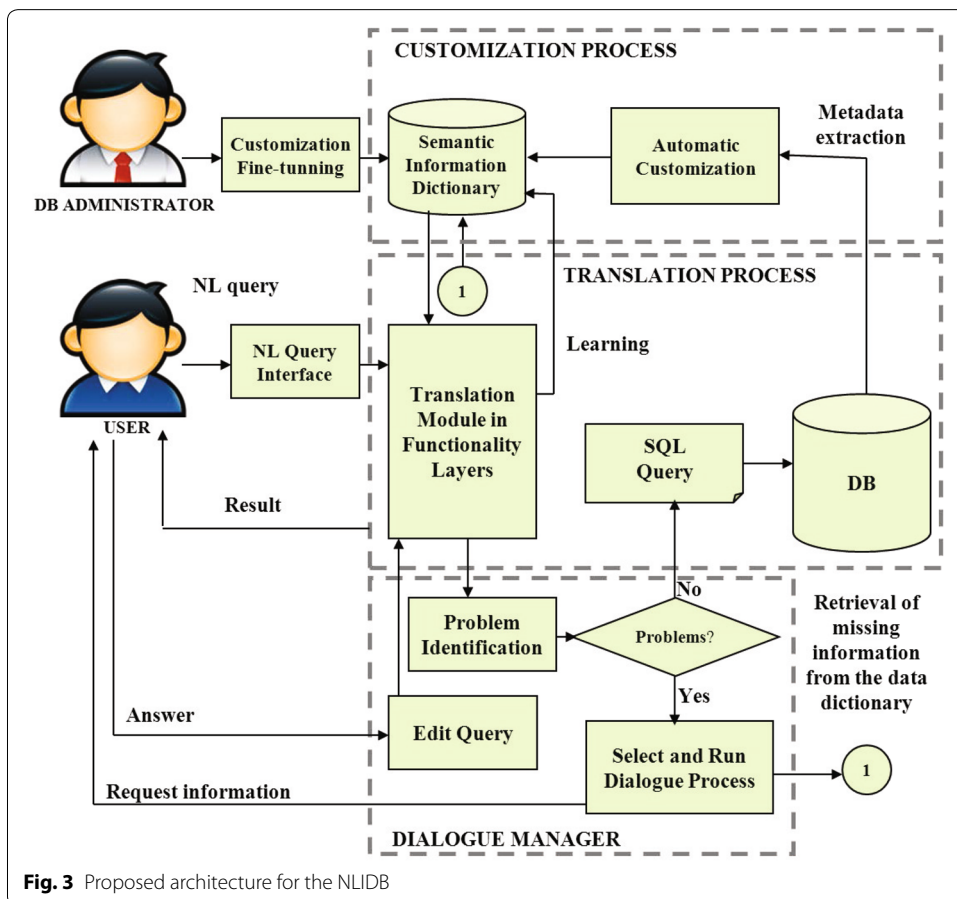 CUSTOMIZATION PROCESS
Customization
Fine-tunning
Semantic
Information
Dictionary
Automatic
Customization
Metadata
extraction
DB ADMINISTRATOR
NL query
1
TRANSLATION PROCESS
NL Query
Interface
Learning
Translation
Module in
Functionality
Layers
USER
SQL
Query
DB
Result
No
Problem
Identification
Problems?
Retrieval of
missing
information
from the data
dictionary
Yes
Answer
Edit Query
Select and Run
Dialogue Process
1
Request information
DIALOGUE MANAGER
Fig. 3 Proposed architecture for the NLIDB